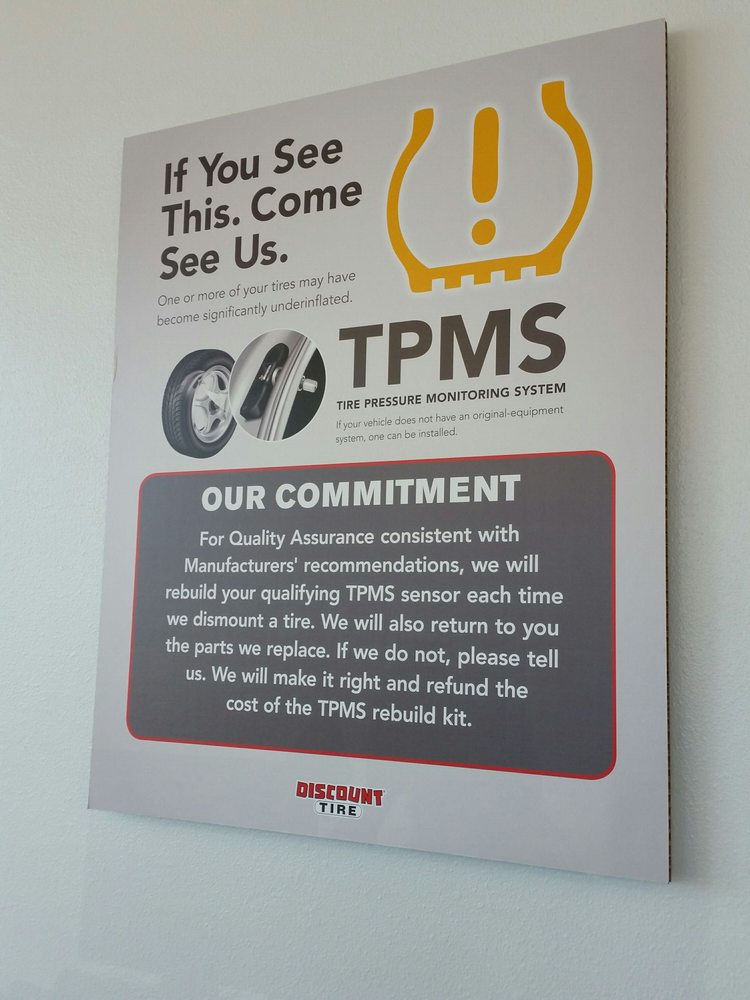 If You See
This. Come
See Us.
One or more of your tires may have
become significantly underinflated.
TPMS
TIRE PRESSURE MONITORING SYSTEM
If your vehicle does not have an original-equipment
system, one can be installed.
OUR COMMITMENT
For Quality Assurance consistent with
Manufacturers' recommendations, we will
rebuild your qualifying TPMS sensor each time
we dismount a tire. We will also return to you
the parts we replace. If we do not, please tell
us. We will make it right and refund the
cost of the TPMS rebuild kit.
DISCOUNT
TIRE